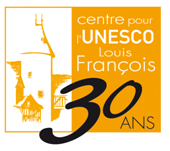 centre pour
l'UNESCO
Louis
François
30
ANS